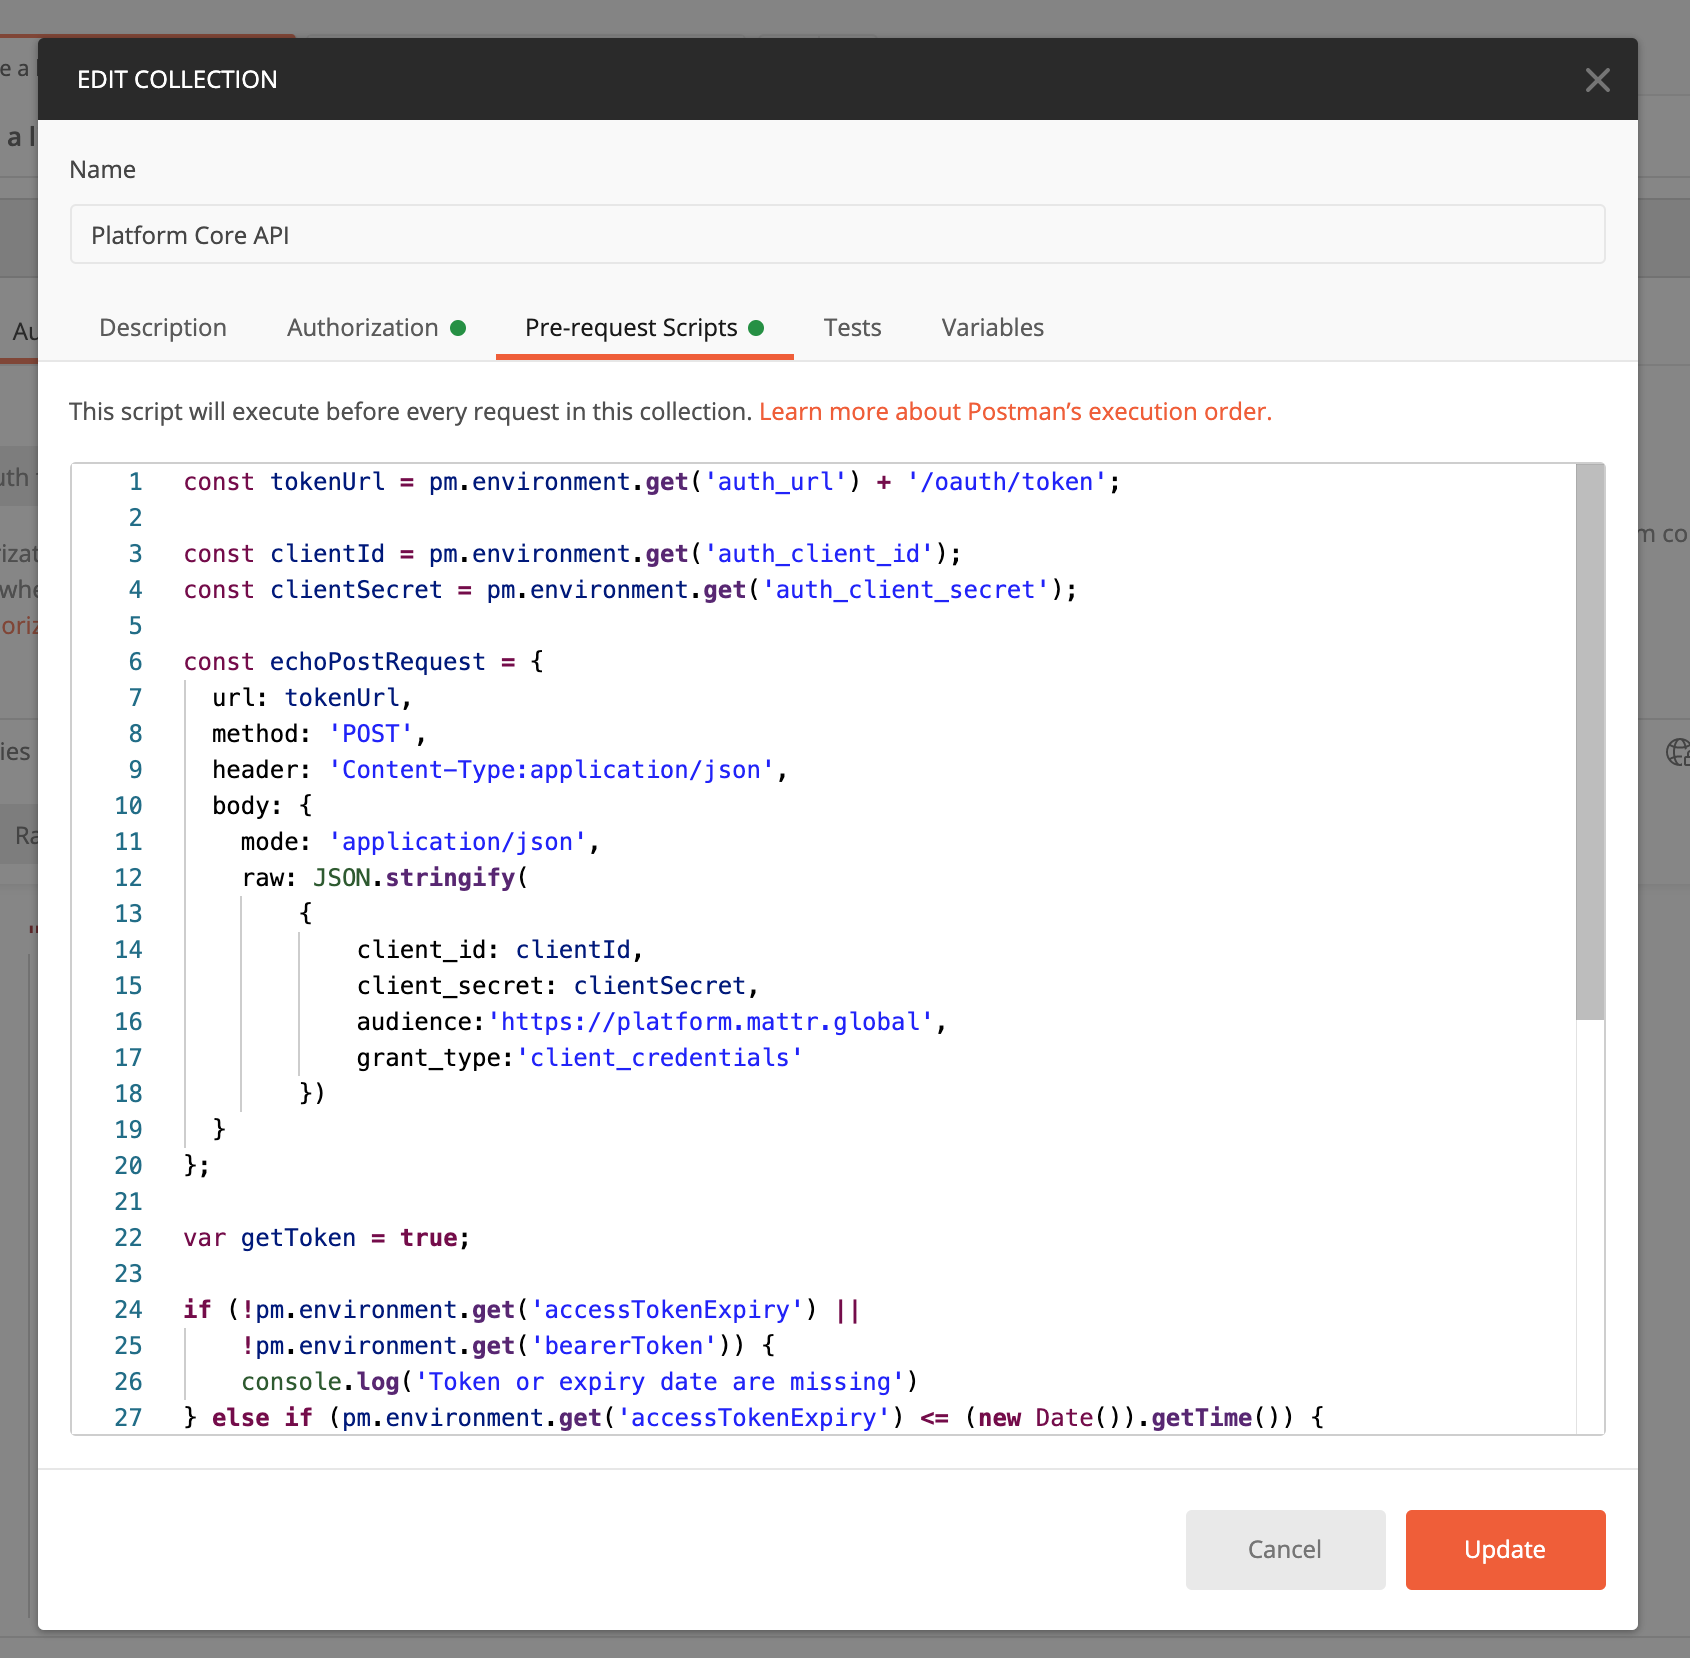 EDIT COLLECTION
Name
Platform Core API
Description Authorization Pre-request Scripts Tests Variables
This script will execute before every request in this collection. Learn more about Postman’s execution order.
1 const tokenUrl = pm.environment.get('auth_url') + '/oauth/token';
2
3 const clientId = pm.environment.get('auth_client_id');
4 const clientSecret = pm.environment.get('auth_client_secret');
5
6 const echoPostRequest = {
7 url: tokenUrl,
8 method: 'POST',
9 header: 'Content-Type:application/json',
10 body: {
11 mode: 'application/json',
12 raw: JSON.stringify(
13 {
14 client_id: clientId,
15 client_secret: clientSecret,
16 audience:'https://platform.mattr.global',
17 grant_type:'client_credentials'
18 })
19 }
20 };
21
22 var getToken = true;
23
24 if (!pm.environment.get('accessTokenExpiry') ||
25 !pm.environment.get('bearerToken')) {
26 console.log('Token or expiry date are missing')
27 } else if (pm.environment.get('accessTokenExpiry') <= (new Date()).getTime()) {
Cancel Update